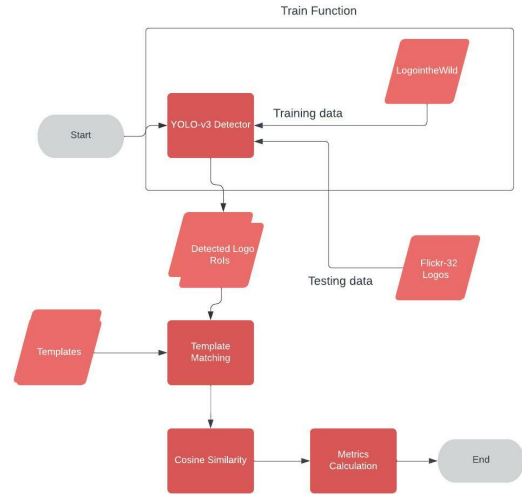 Train Function
LogointheWild
Start
YOLO-v3 Detector
Training data
Detected Logo
RoIs
Flickr-32
Logos
Testing data
Templates
Template
Matching
Cosine Similarity
Metrics
Calculation
End